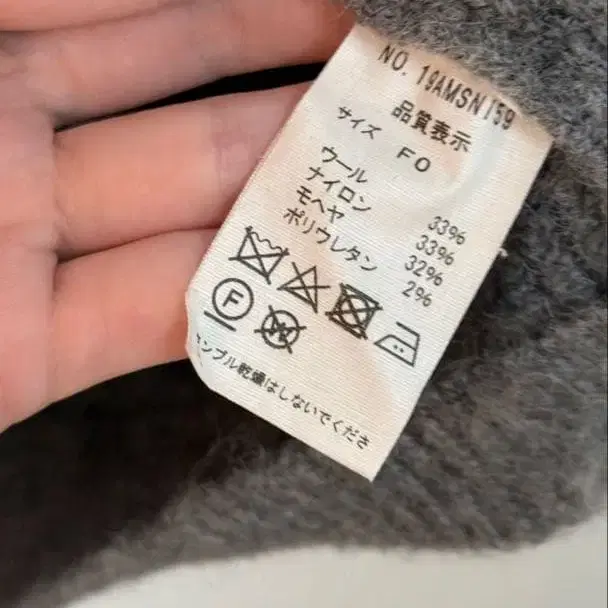 NO. 19AMSN159
品質表示
サイズ FO
ウール 33%
ナイロン 33%
モヘヤ 32%
ポリウレタン 2%
F W
ンブル乾燥はしないでくださ